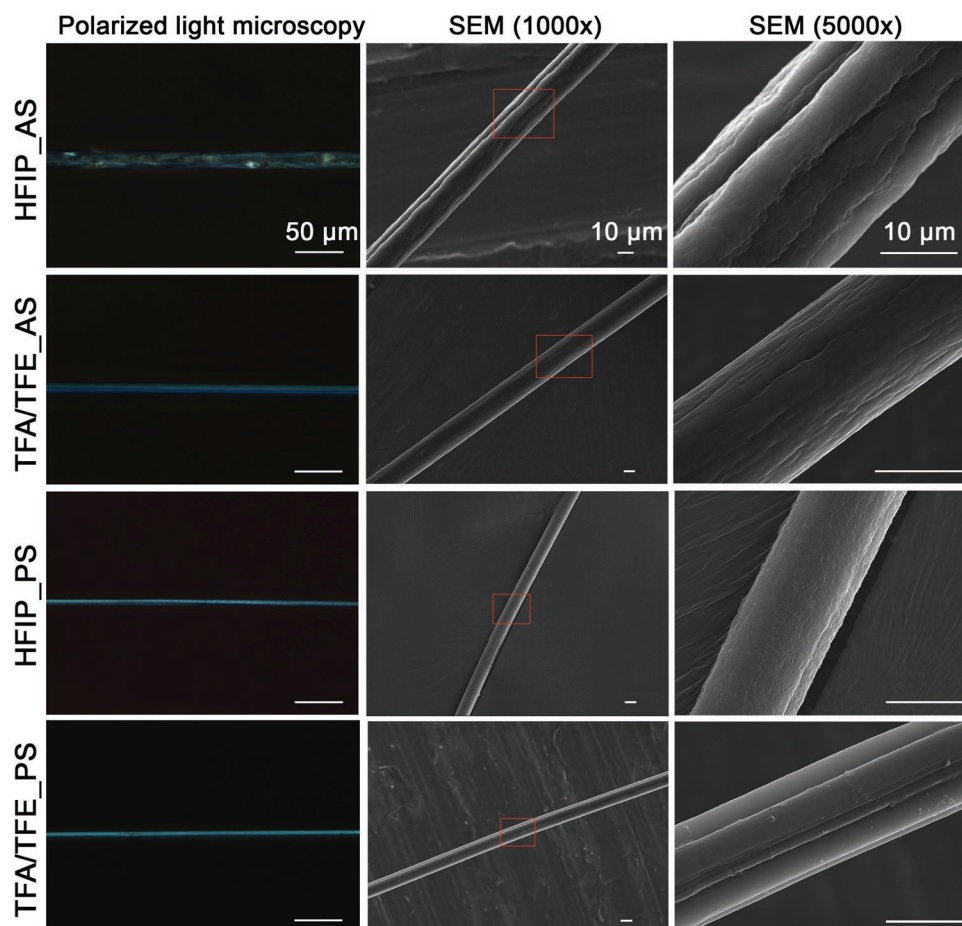 Polarized light microscopy SEM (1000x) SEM (5000x)
HFIP_AS
50 μm
10 μm
10 μm
TFA/TFE_AS
HFIP_PS
TFA/TFE_PS